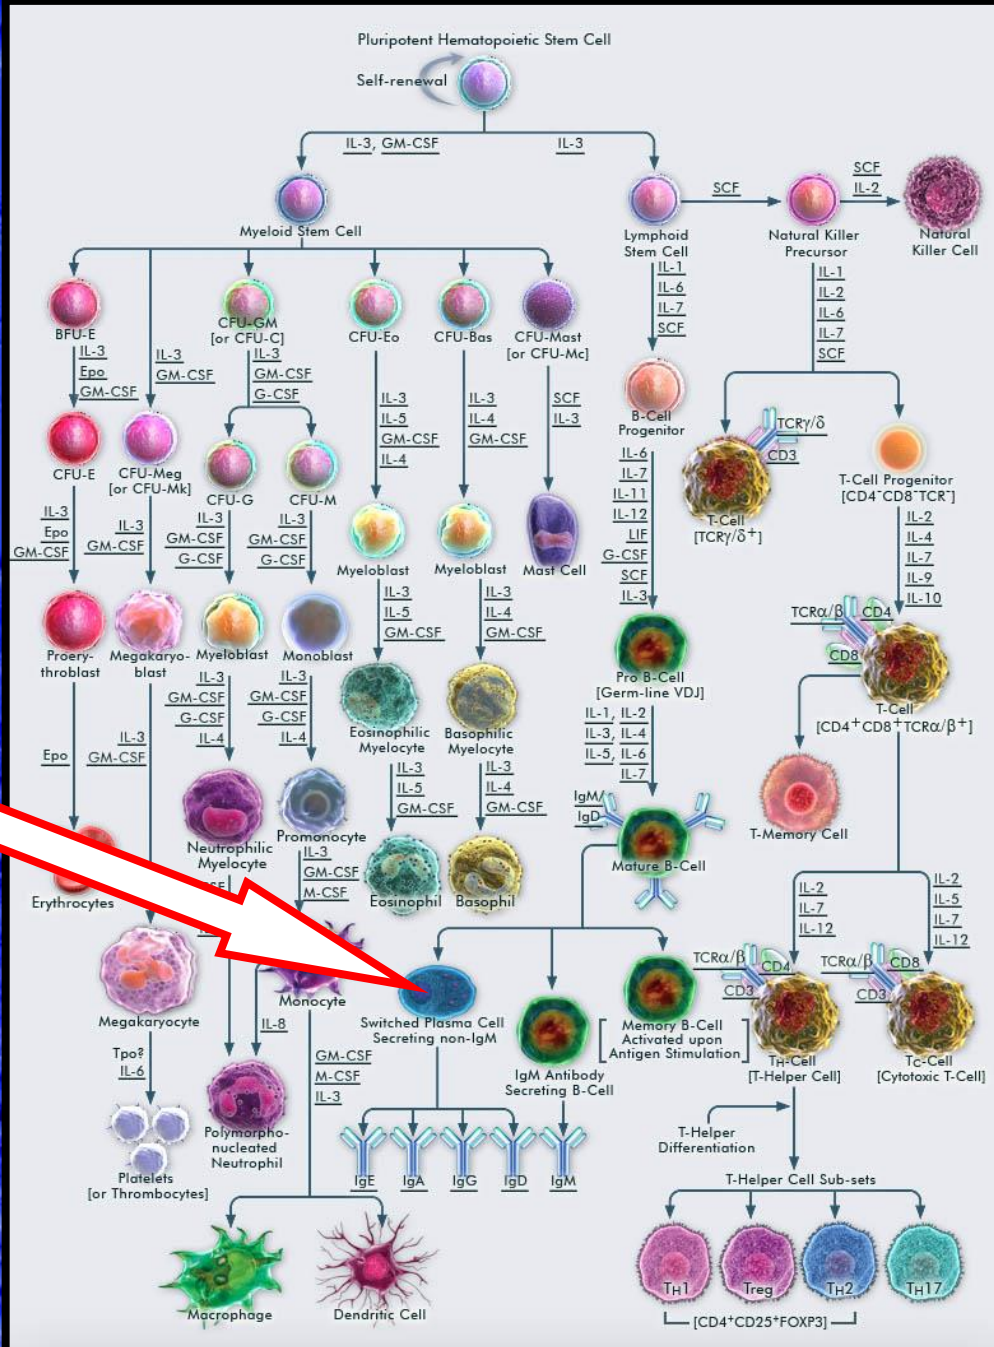 Pluripotent Hematopoietic Stem Cell
Self-renewal
IL-3, GM-CSF
IL-3
Myeloid Stem Cell
Lymphoid
Stem Cell
SCF
Natural Killer
Precursor
SCF
IL-2
Natural
Killer Cell
BFU-E
CFU-GM
[or CFU-C]
CFU-Eo
CFU-Bas
CFU-Mast
[or CFU-Mc]
IL-1
IL-6
IL-7
SCF
IL-1
IL-2
IL-6
IL-7
SCF
IL-3
Epo
GM-CSF
IL-3
GM-CSF
IL-3
GM-CSF
G-CSF
IL-3
IL-5
GM-CSF
IL-4
IL-3
IL-4
GM-CSF
SCF
IL-3
B-Cell
Progenitor
TCRγ/δ
CD3
T-Cell
[TCRγ/δ+]
T-Cell Progenitor
[CD4-CD8-TCR-]
CFU-E
CFU-Meg
[or CFU-Mk]
CFU-G
CFU-M
IL-6
IL-7
IL-11
IL-12
LIF
G-CSF
SCF
IL-3
IL-2
IL-4
IL-7
IL-9
IL-10
IL-3
Epo
GM-CSF
IL-3
GM-CSF
IL-3
GM-CSF
G-CSF
IL-3
GM-CSF
G-CSF
Myeloblast
Myeloblast
Mast Cell
IL-3
IL-5
GM-CSF
IL-3
IL-4
GM-CSF
Proery-
throblast
Megakaryo-
blast
Myeloblast
Monoblast
Pro B-Cell
[Germ-line VDJ]
TCRα/β
CD4
CD8
T-Cell
[CD4+CD8+TCRα/β+]
IL-3
GM-CSF
G-CSF
IL-4
IL-3
GM-CSF
G-CSF
IL-4
Eosinophilic
Myelocyte
Basophilic
Myelocyte
IL-1, IL-2
IL-3, IL-4
IL-5, IL-6
IL-7
Epo
IL-3
GM-CSF
IL-3
IL-5
GM-CSF
IL-3
IL-4
GM-CSF
IgM/
IgD
Mature B-Cell
T-Memory Cell
Neutrophilic
Myelocyte
Promonocyte
IL-3
GM-CSF
M-CSF
Erythrocytes
Eosinophil
Basophil
IL-2
IL-7
IL-12
IL-2
IL-5
IL-7
IL-12
TCRα/β
CD4
CD3
TCRα/β
CD8
CD3
Megakaryocyte
Monocyte
Switched Plasma Cell
Secreting non-IgM
IgM Antibody
Secreting B-Cell
Memory B-Cell
Activated upon
Antigen Stimulation
TH-Cell
[T-Helper Cell]
TC-Cell
[Cytotoxic T-Cell]
Tpo?
IL-6
IL-8
GM-CSF
M-CSF
IL-3
Platelets
[or Thrombocytes]
Polymorpho-
nucleated
Neutrophil
IgE
IgA
IgG
IgD
IgM
T-Helper
Differentiation
T-Helper Cell Sub-sets
TH1
Treg
TH2
TH17
[CD4+CD25+FOXP3]
Macrophage
Dendritic Cell